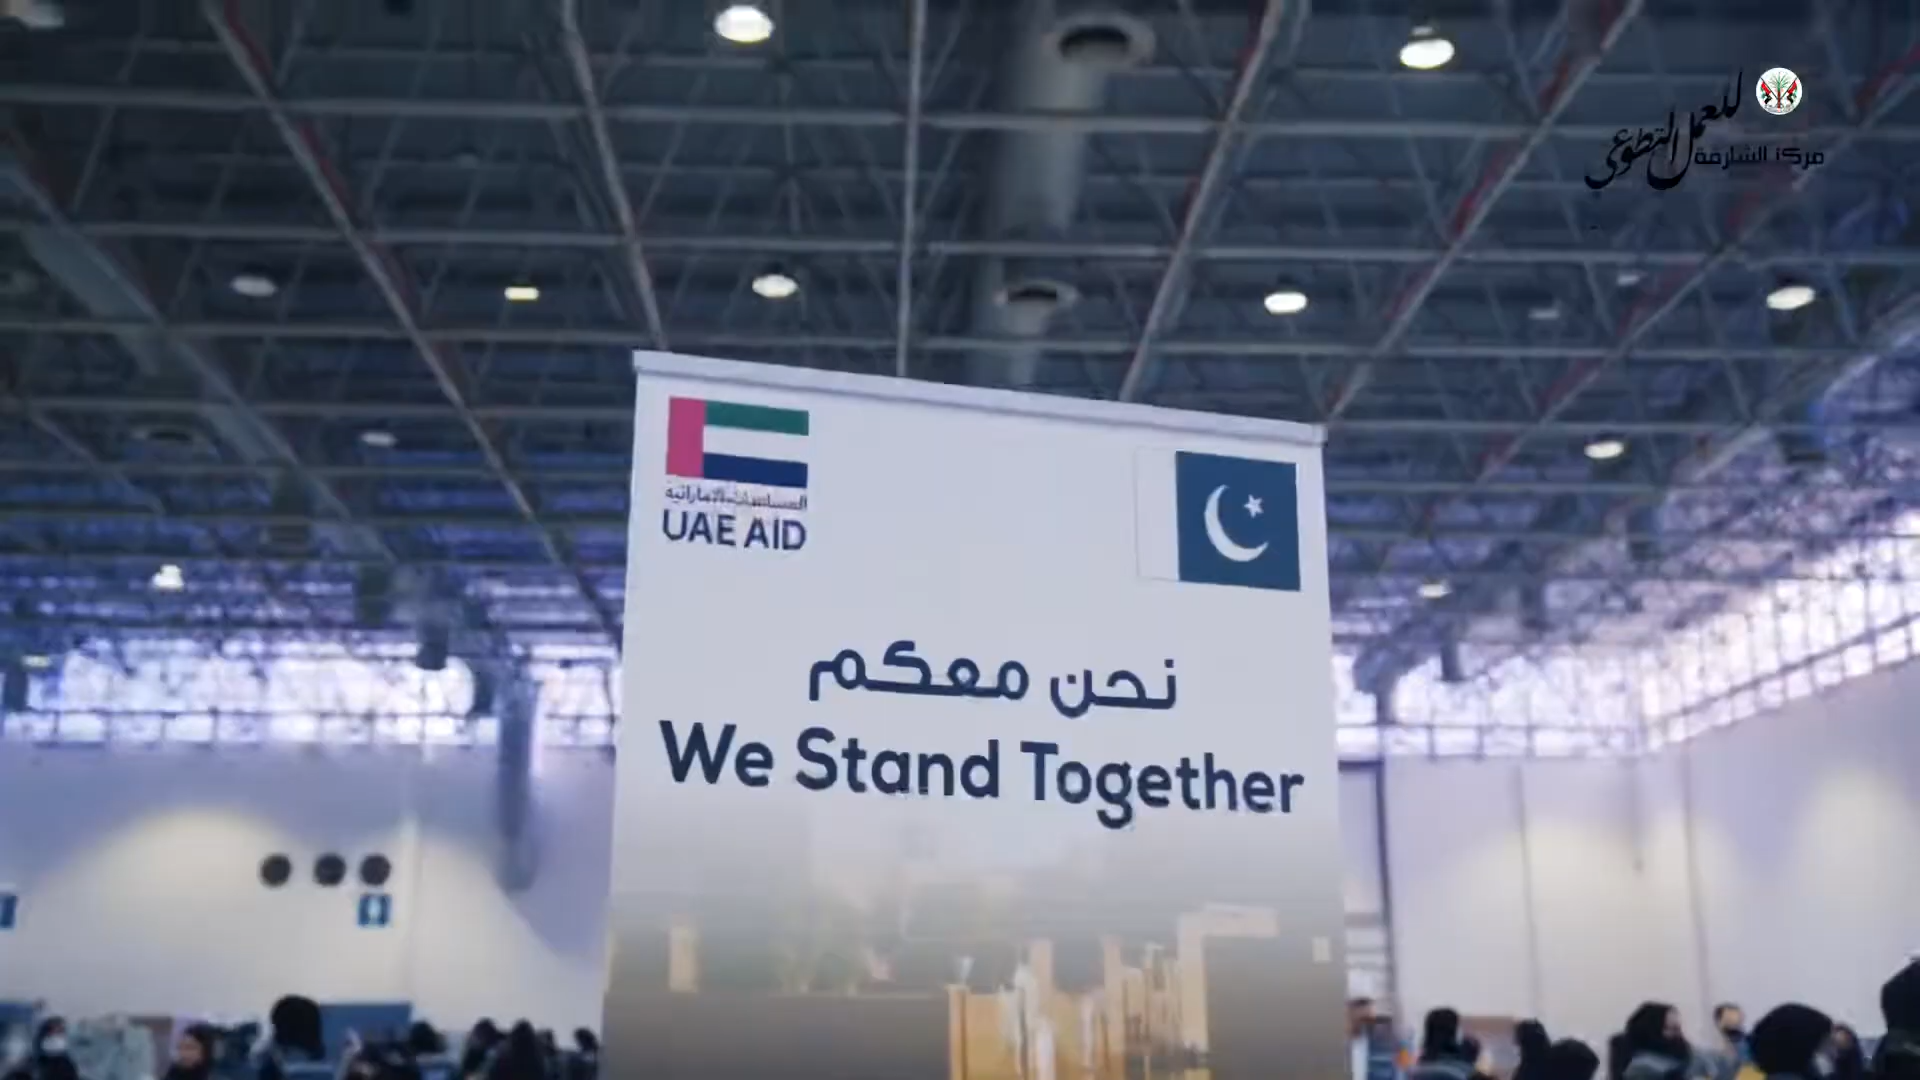 للعمل التطوعي
مركز الشارقة
المساعدات الإماراتية
UAE AID
نحن معكم
We Stand Together